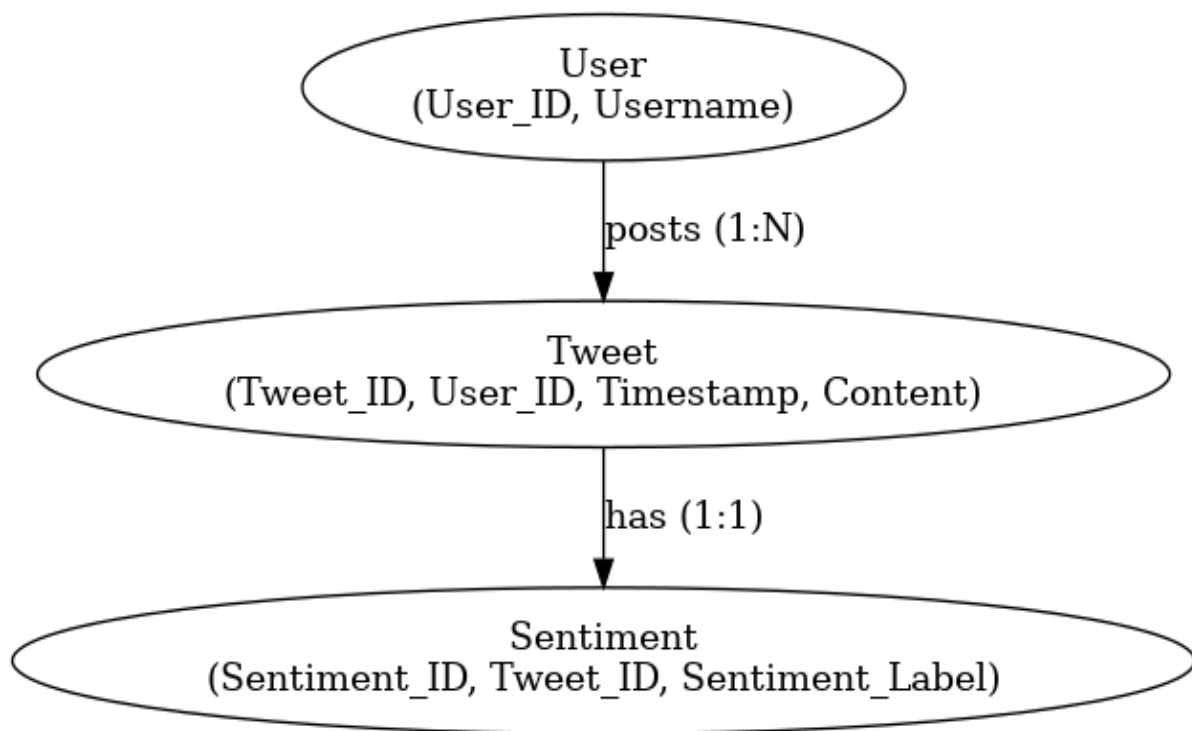 User
(User_ID, Username)
posts (1:N)
Tweet
(Tweet_ID, User_ID, Timestamp, Content)
has (1:1)
Sentiment
(Sentiment_ID, Tweet_ID, Sentiment_Label)